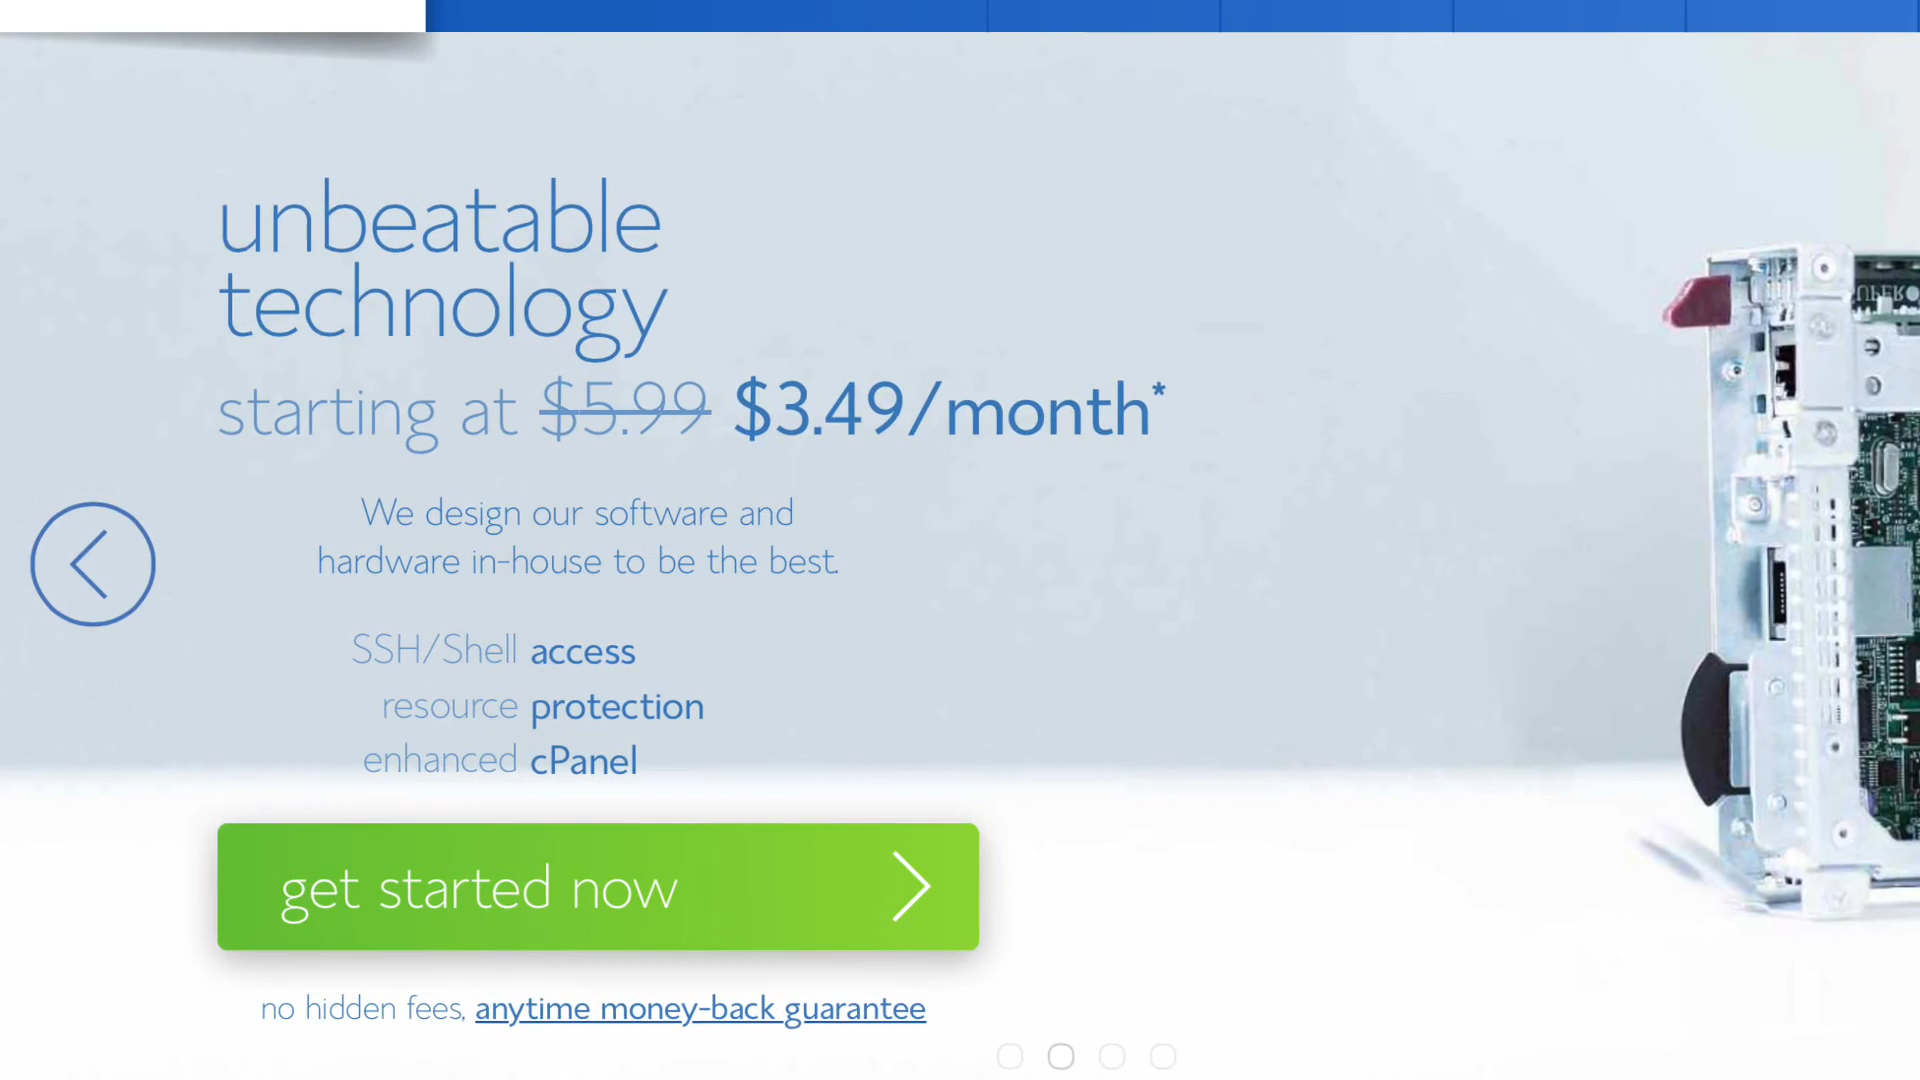 unbeatable
technology
starting at $5.99 $3.49/month*
We design our software and
hardware in-house to be the best.
SSH/Shell access
resource protection
enhanced cPanel
get started now
no hidden fees, anytime money-back guarantee